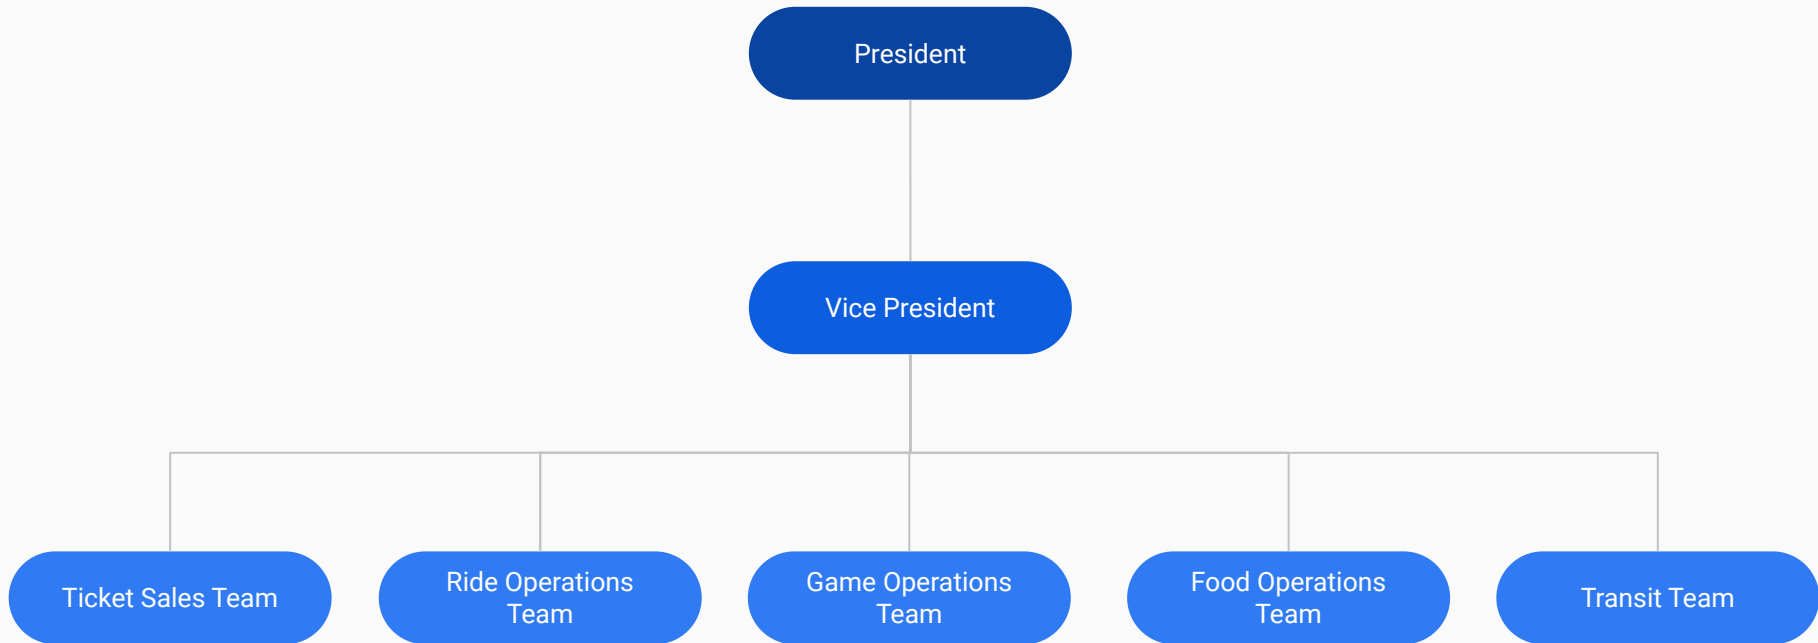 President
Vice President
Ticket Sales Team
Ride Operations
Team
Game Operations
Team
Food Operations
Team
Transit Team